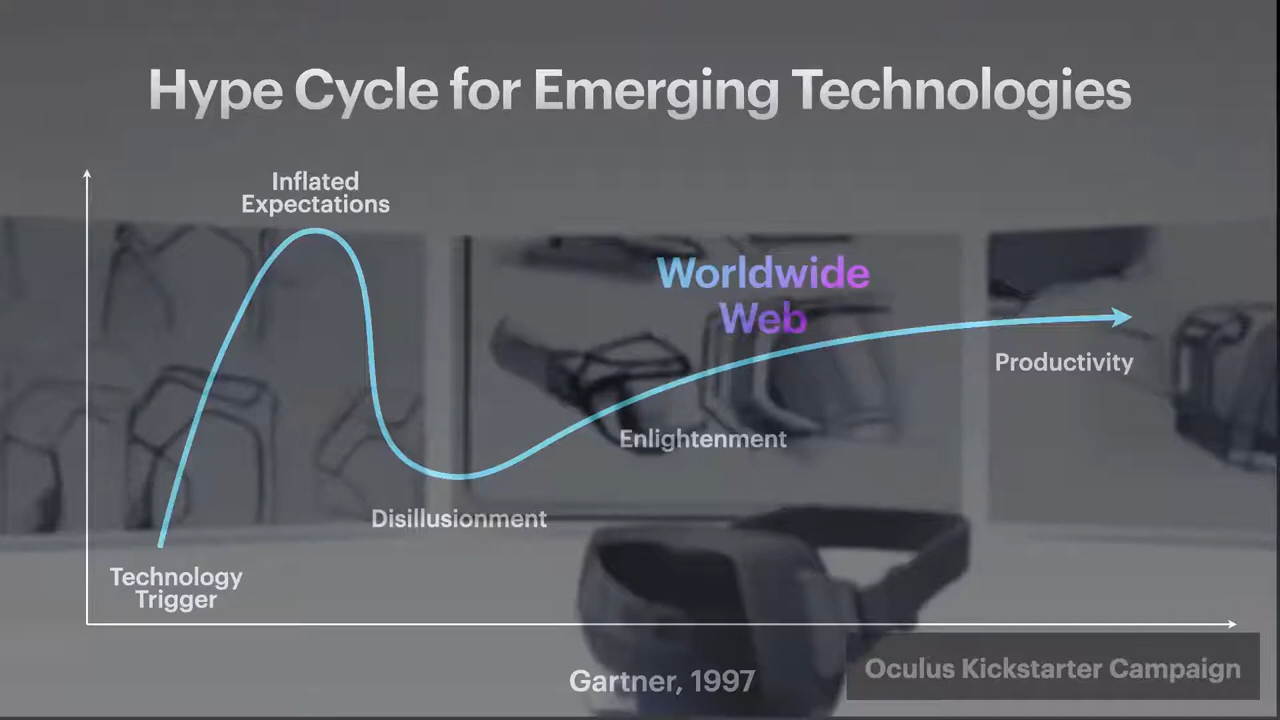 Hype Cycle for Emerging Technologies
Inflated
Expectations
Worldwide
Web
Productivity
Enlightenment
Disillusionment
Technology
Trigger
Gartner, 1997
Oculus Kickstarter Campaign